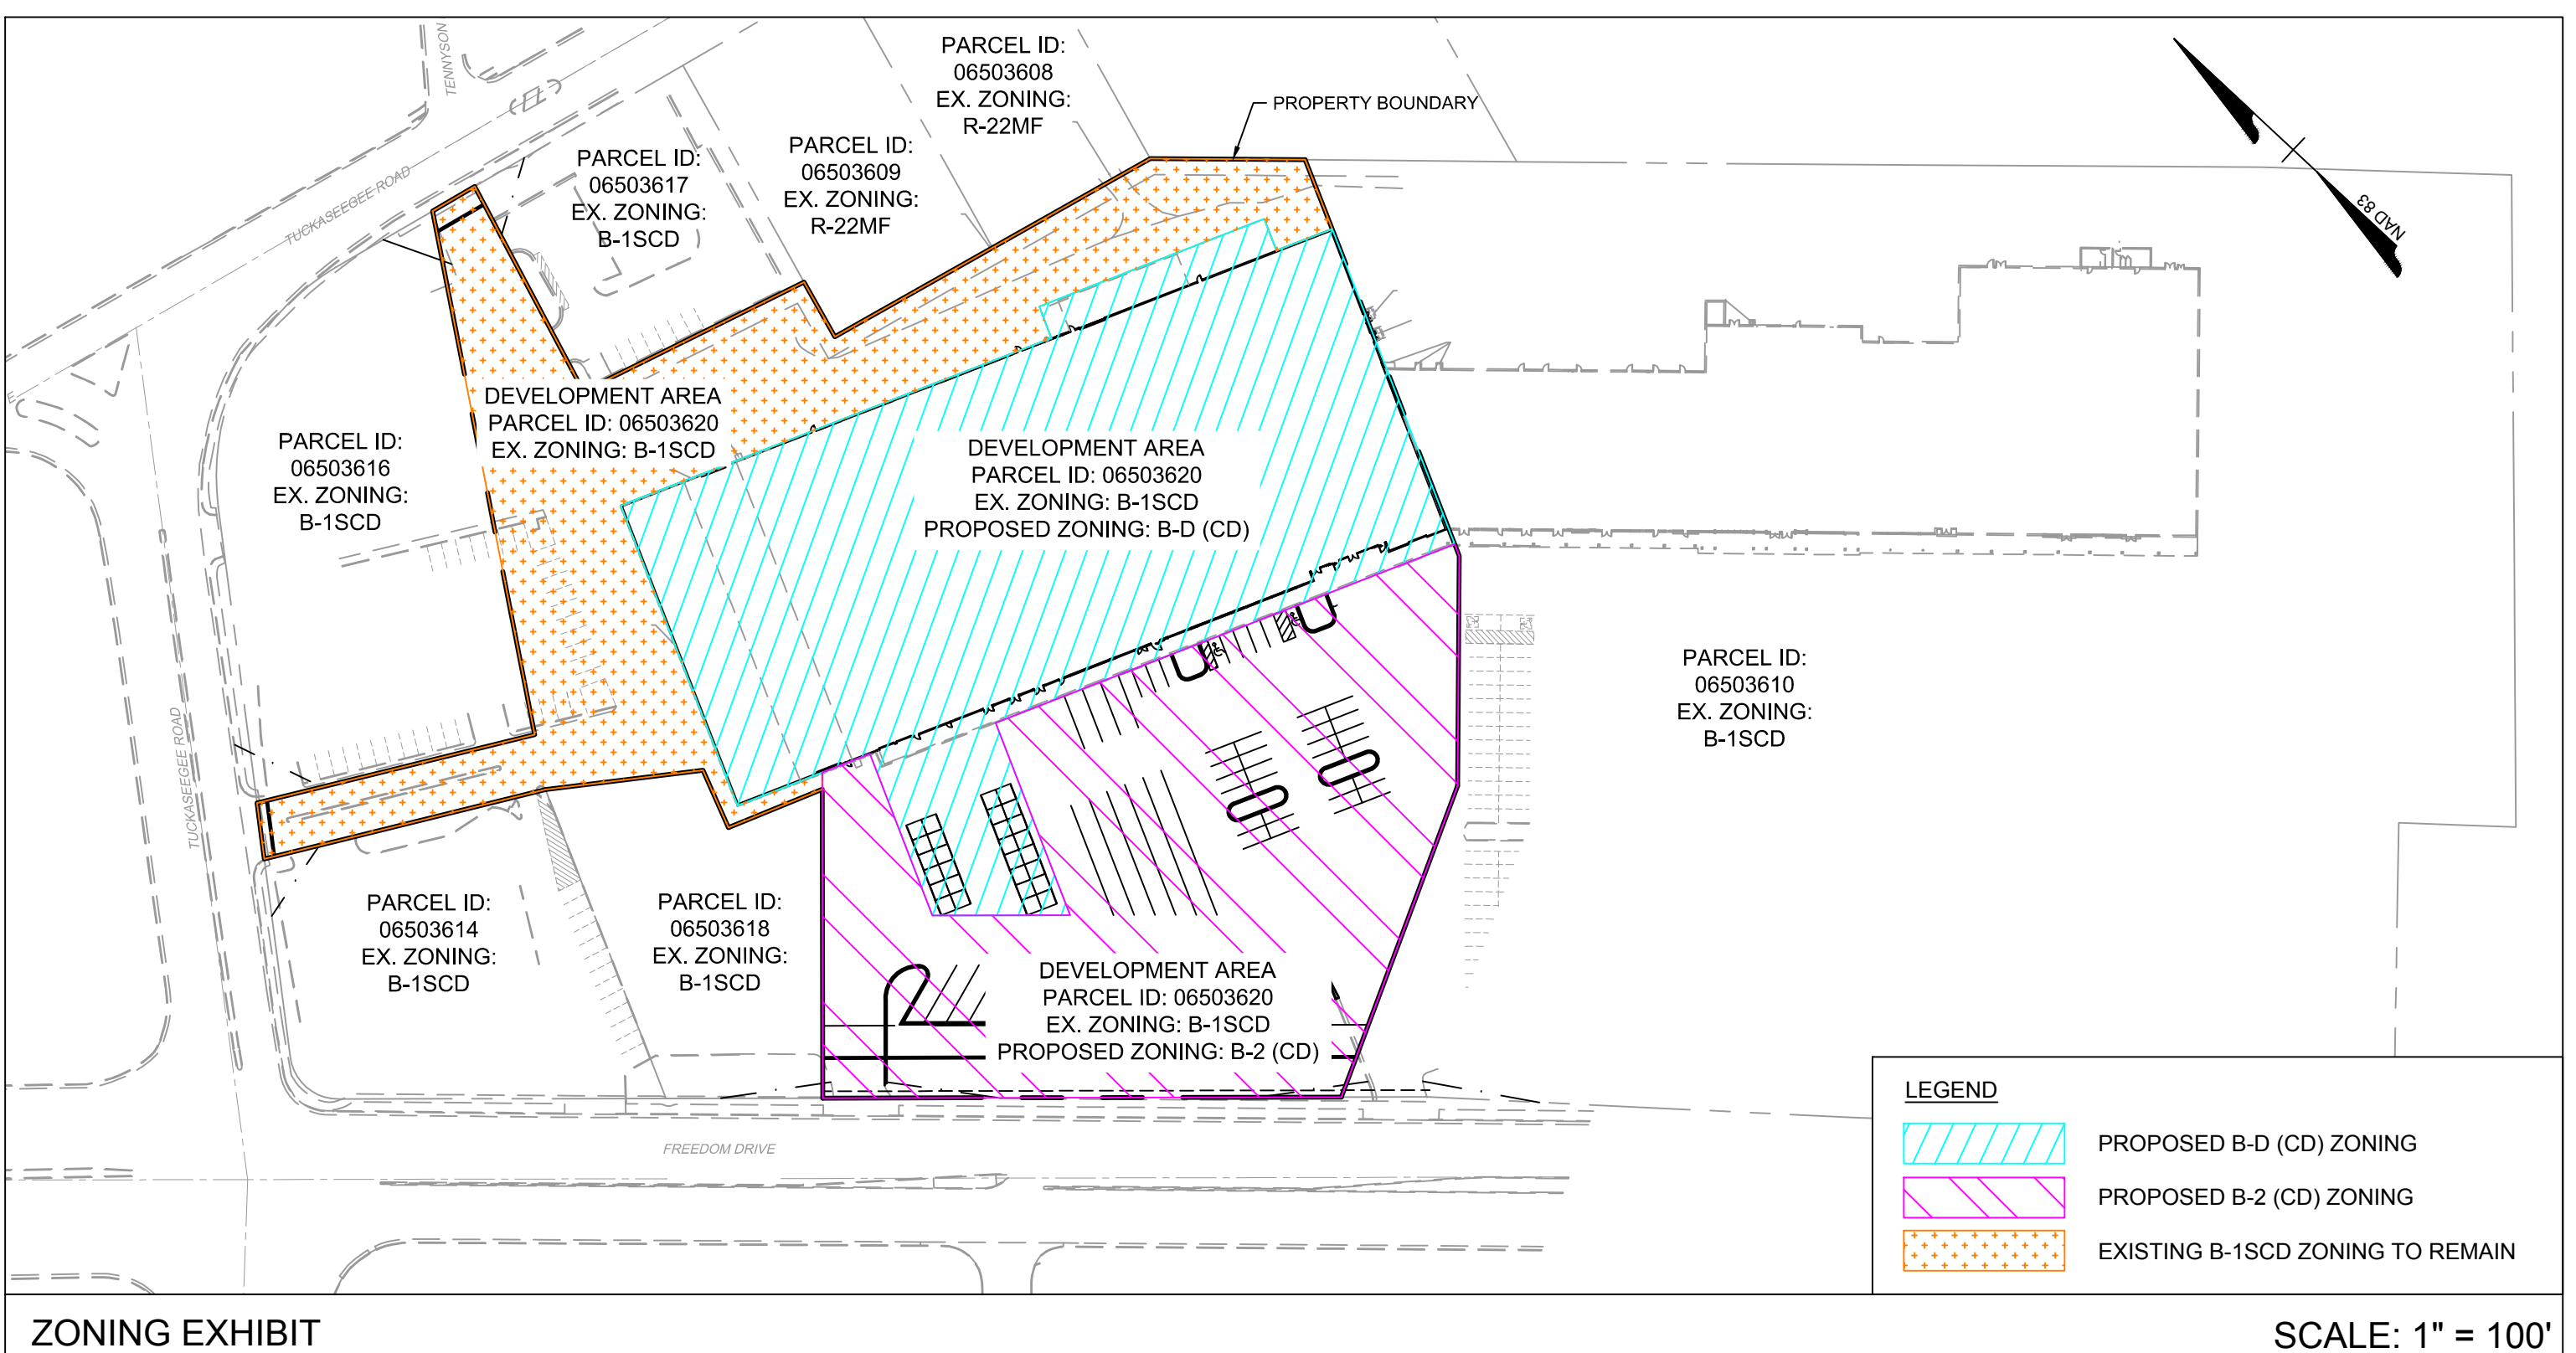 TENNYSON
TUCKASEEGEE ROAD
PARCEL ID:
06503608
EX. ZONING:
R-22MF
PROPERTY BOUNDARY
PARCEL ID:
06503617
EX. ZONING:
B-1SCD
PARCEL ID:
06503609
EX. ZONING:
R-22MF
NAD 83
DEVELOPMENT AREA
PARCEL ID: 06503620
EX. ZONING: B-1SCD
PARCEL ID:
06503616
EX. ZONING:
B-1SCD
DEVELOPMENT AREA
PARCEL ID: 06503620
EX. ZONING: B-1SCD
PROPOSED ZONING: B-D (CD)
PARCEL ID:
06503610
EX. ZONING:
B-1SCD
TUCKASEEGEE ROAD
PARCEL ID:
06503614
EX. ZONING:
B-1SCD
PARCEL ID:
06503618
EX. ZONING:
B-1SCD
DEVELOPMENT AREA
PARCEL ID: 06503620
EX. ZONING: B-1SCD
PROPOSED ZONING: B-2 (CD)
FREEDOM DRIVE
LEGEND
PROPOSED B-D (CD) ZONING
PROPOSED B-2 (CD) ZONING
EXISTING B-1SCD ZONING TO REMAIN
ZONING EXHIBIT
SCALE: 1" = 100'